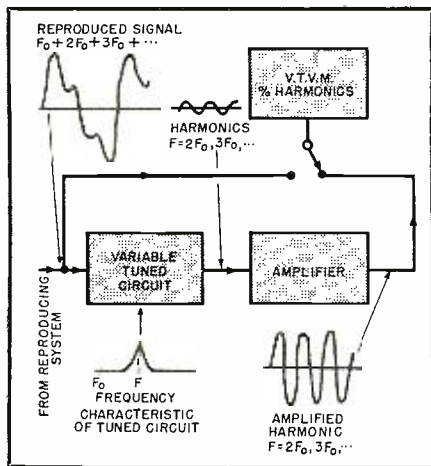 REPRODUCED SIGNAL
F₀+2F₀+3F₀+···
V.T.V.M.
% HARMONICS
HARMONICS
F=2F₀,3F₀,···
VARIABLE
TUNED
CIRCUIT
AMPLIFIER
FROM REPRODUCING
SYSTEM
F₀ F
FREQUENCY
CHARACTERISTIC
OF TUNED CIRCUIT
AMPLIFIED
HARMONIC
F=2F₀,3F₀,···